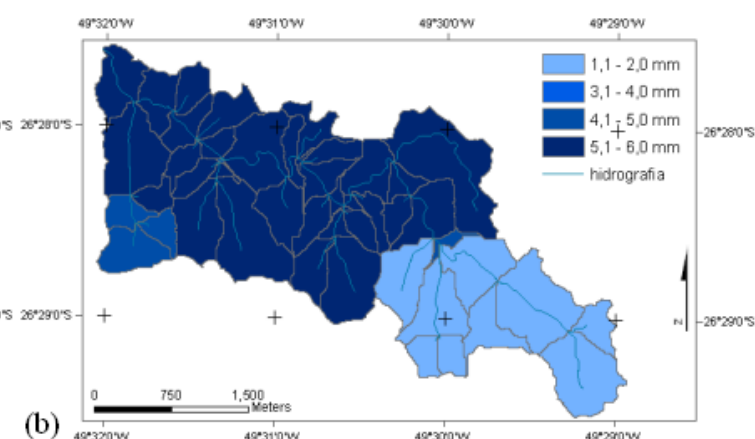 49°32'0"W 49°31'0"W 49°30'0"W 49°29'0"W
1,1 - 2,0 mm
3,1 - 4,0 mm
4,1 - 5,0 mm
5,1 - 6,0 mm
hidrografia
"S 26°28'0"S 26°28'0"S
"S 26°29'0"S 26°29'0"S
N
0 750 1,500
Meters
(b)
49°32'0"W 49°31'0"W 49°30'0"W 49°29'0"W